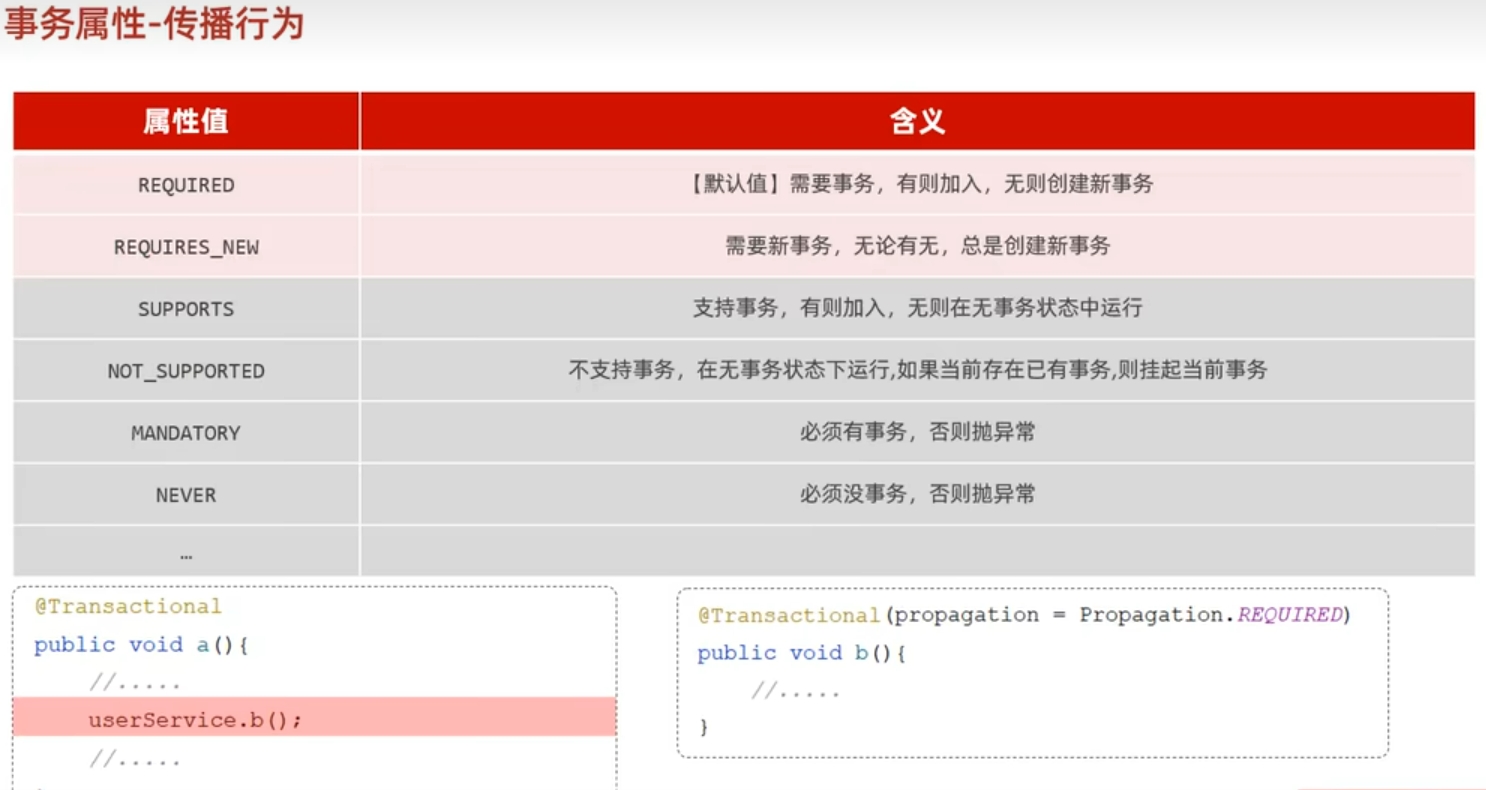 事务属性-传播行为
属性值 含义
REQUIRED 【默认值】需要事务，有则加入，无则创建新事务
REQUIRES_NEW 需要新事务，无论有无，总是创建新事务
SUPPORTS 支持事务，有则加入，无则在无事务状态中运行
NOT_SUPPORTED 不支持事务，在无事务状态下运行,如果当前存在已有事务,则挂起当前事务
MANDATORY 必须有事务，否则抛异常
NEVER 必须没事务，否则抛异常
…
@Transactional
public void a(){
//.....
userService.b();
//.....
@Transactional(propagation = Propagation.REQUIRED)
public void b(){
//.....
}